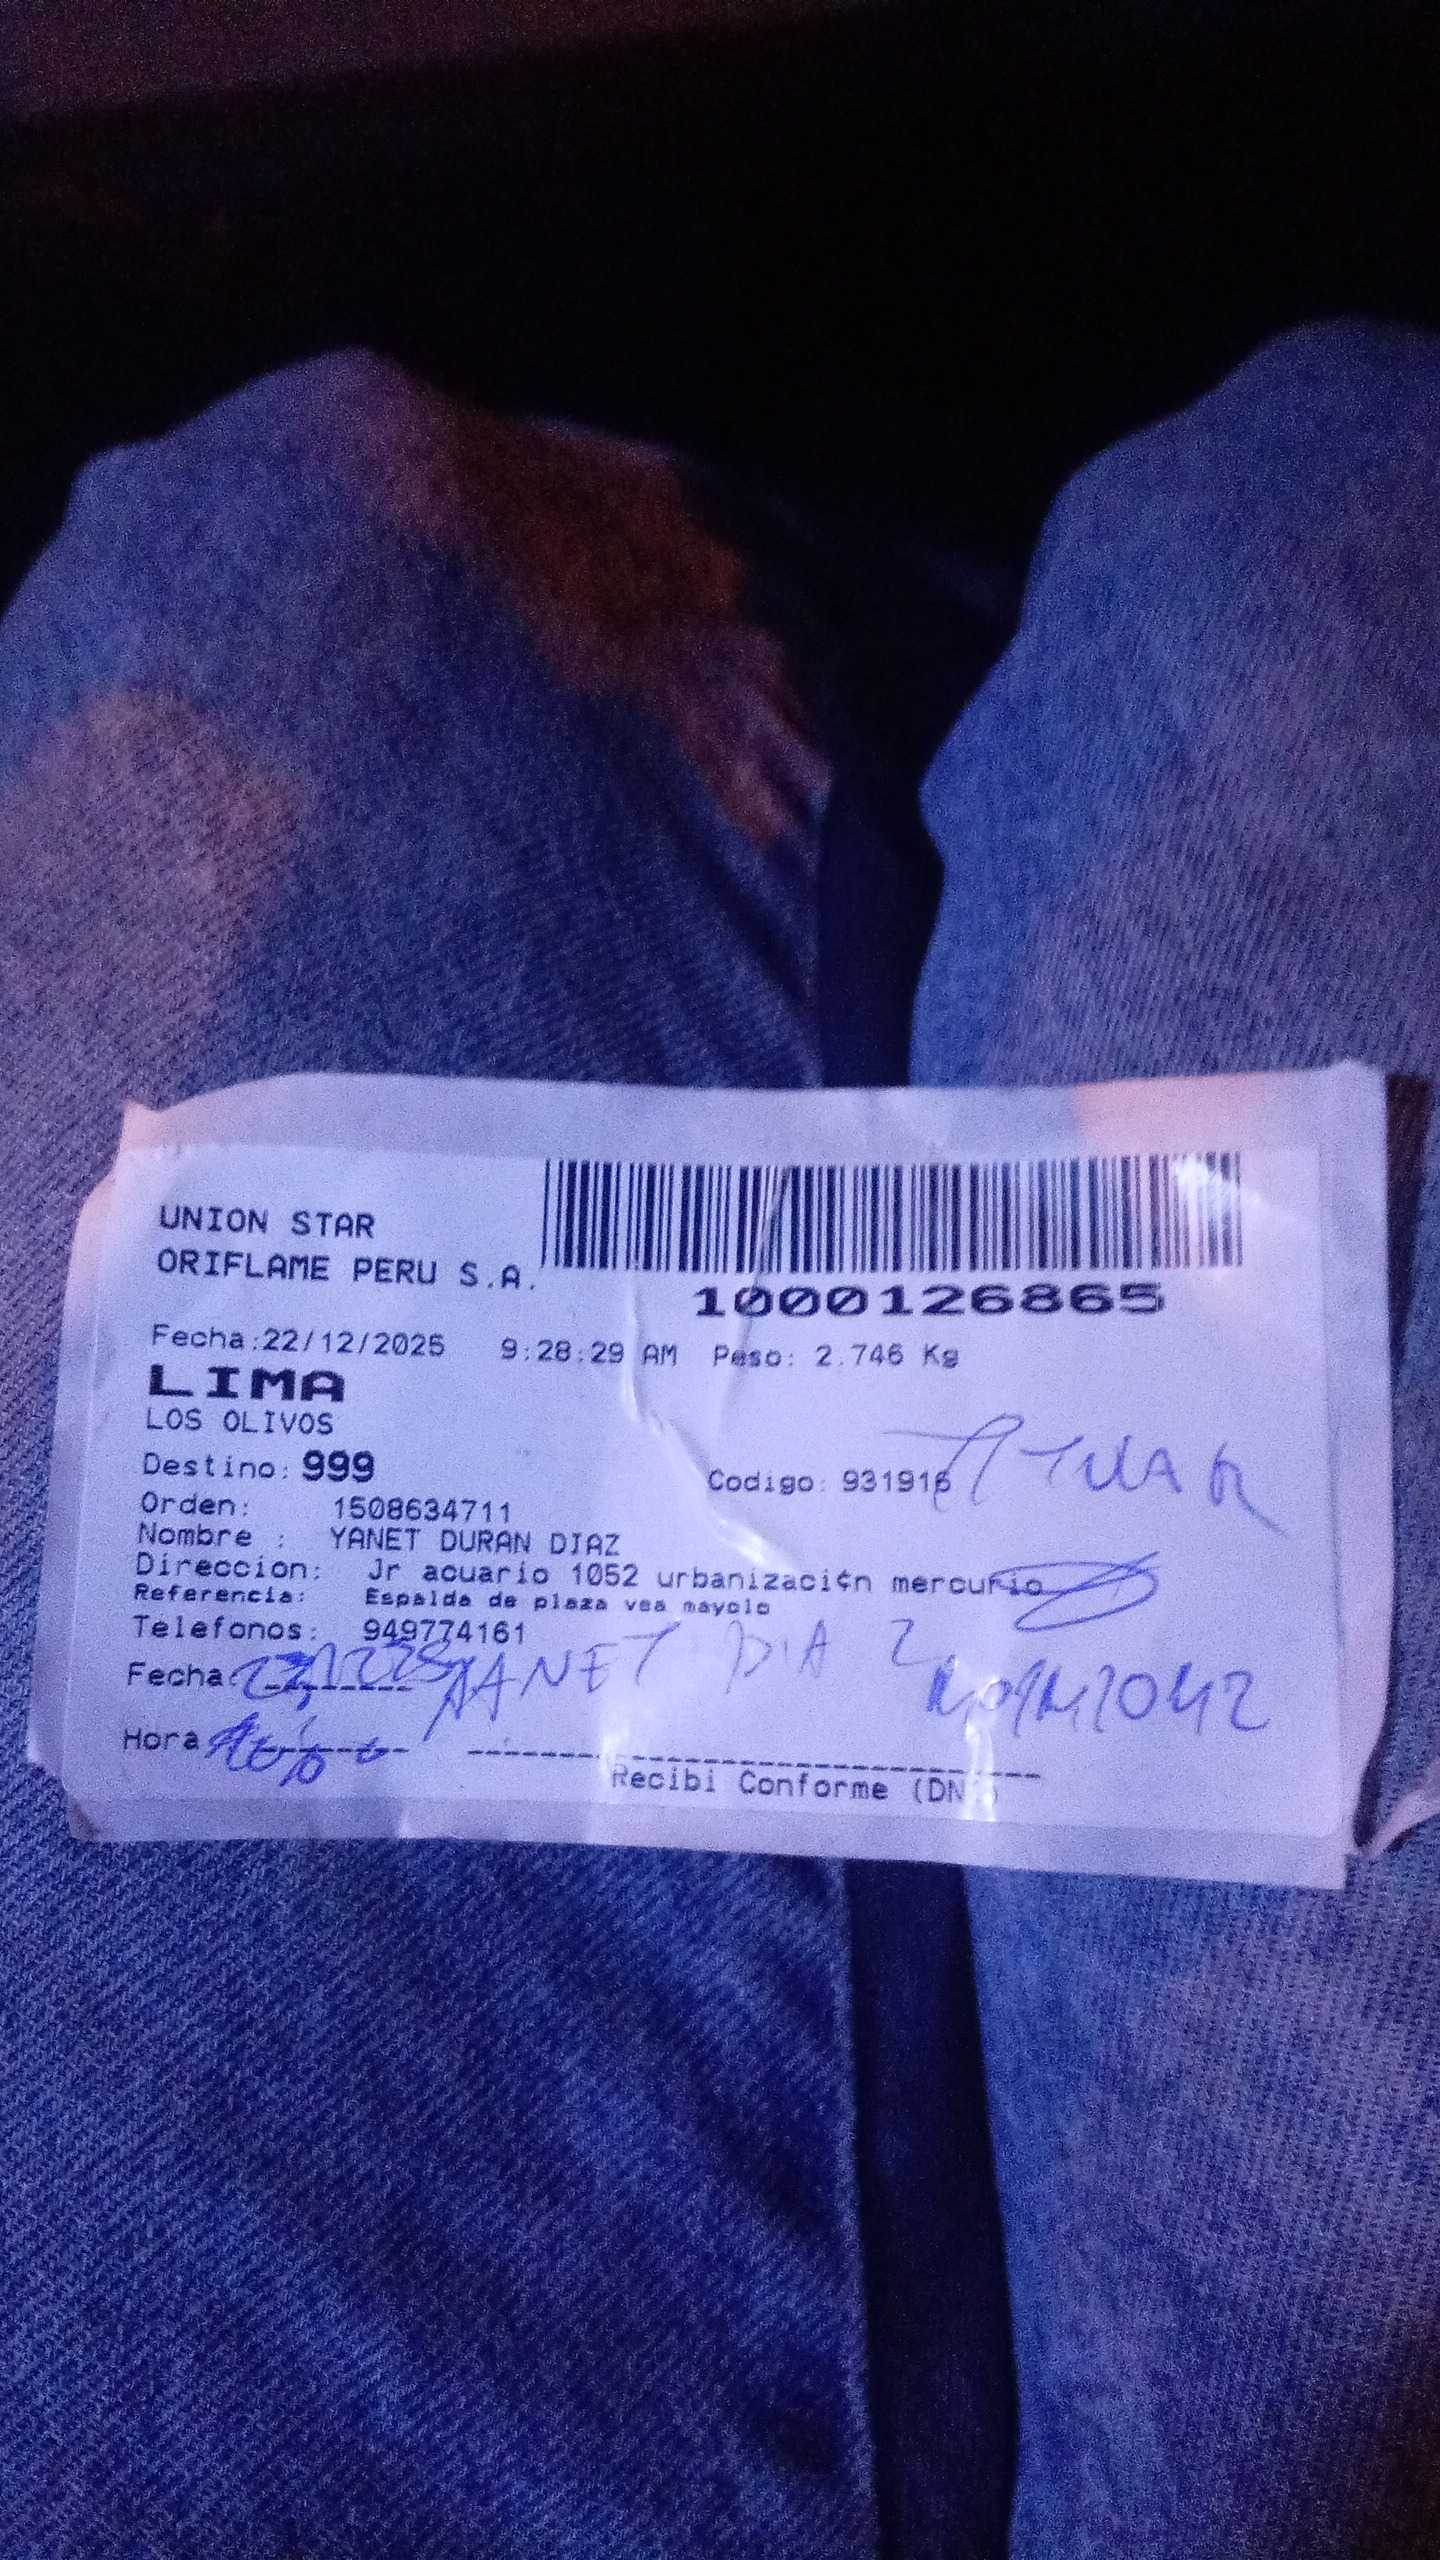 UNION STAR
ORIFLAME PERU S.A.
1000126865
Fecha:22/12/2025 9:28:29 AM Peso: 2.746 Kg
LIMA
LOS OLIVOS
Destino: 999
Codigo: 931916 TITULAR
Orden: 1508634711
Nombre : YANET DURAN DIAZ
Direccion: Jr acuario 1052 urbanizaci¢n mercurio
Referencia: Espalda de plaza vea mayolo
Telefonos: 949774161
Fecha: YANET DIAZ
Hora
Recibi Conforme (DNI)